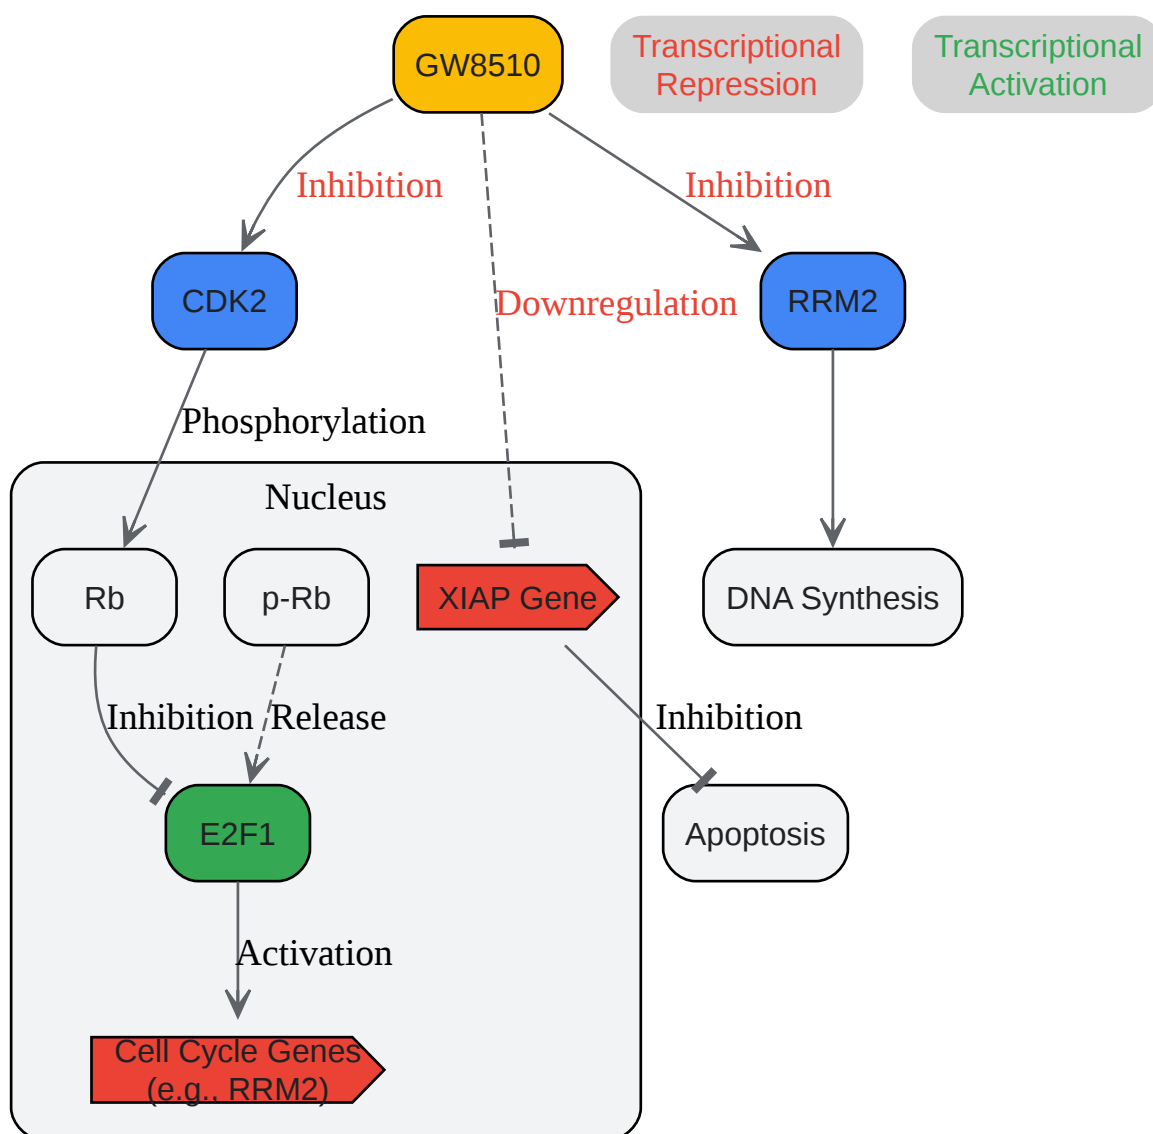 GW8510
Transcriptional
Repression
Transcriptional
Activation
Inhibition
Inhibition
CDK2
Downregulation
RRM2
Phosphorylation
Nucleus
Rb
p-Rb
XIAP Gene
DNA Synthesis
Inhibition
Release
Inhibition
E2F1
Apoptosis
Activation
Cell Cycle Genes
(e.g., RRM2)